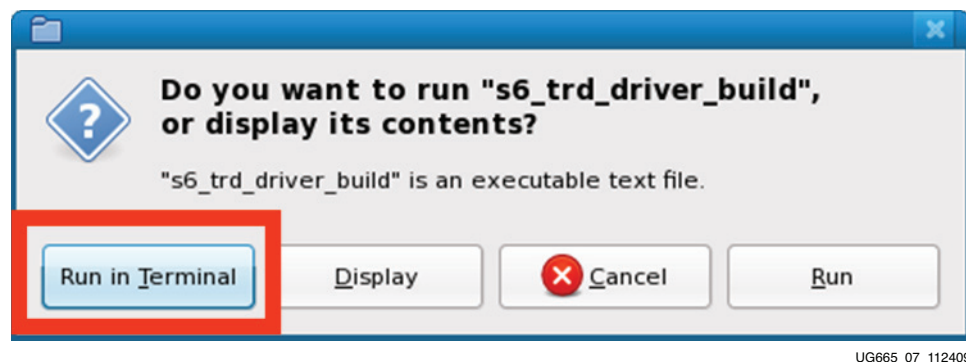 Do you want to run "s6_trd_driver_build",
or display its contents?
"s6_trd_driver_build" is an executable text file.
Run in Terminal
Display
Cancel
Run
UG665_07_112409